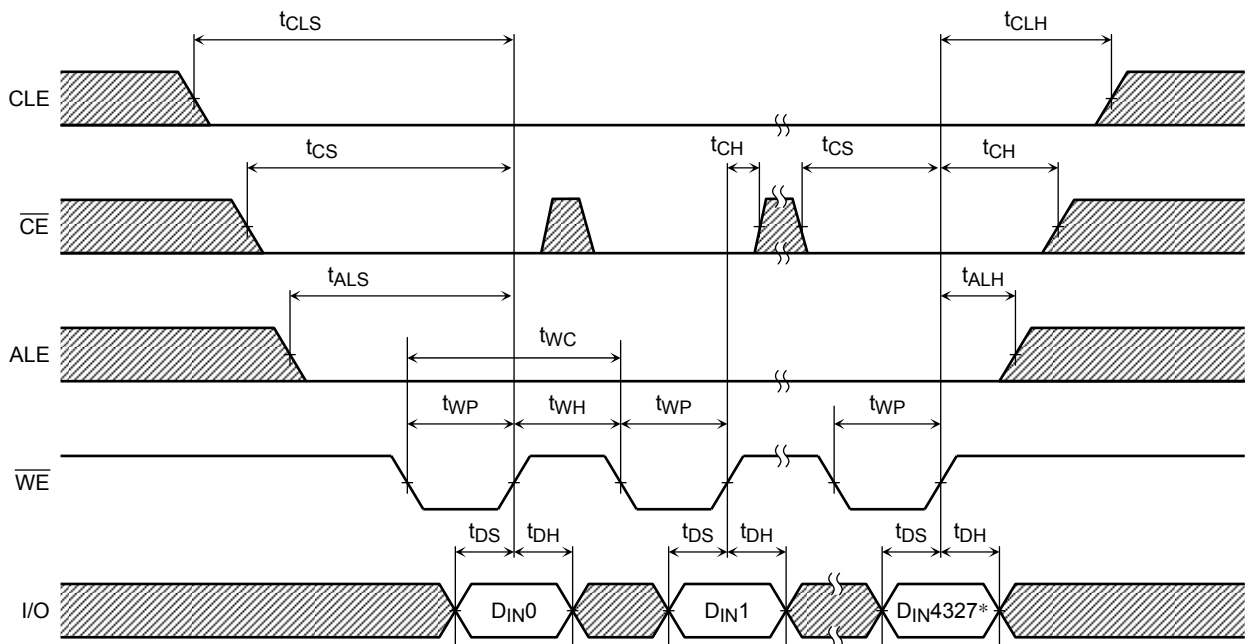 tCLS tCLH
CLE
tCS tCH tCS tCH
CE
tALS tALH
ALE
tWC
tWP tWH tWP tWP
WE
tDS tDH tDS tDH tDS tDH
I/O DIN0 DIN1 DIN4327*